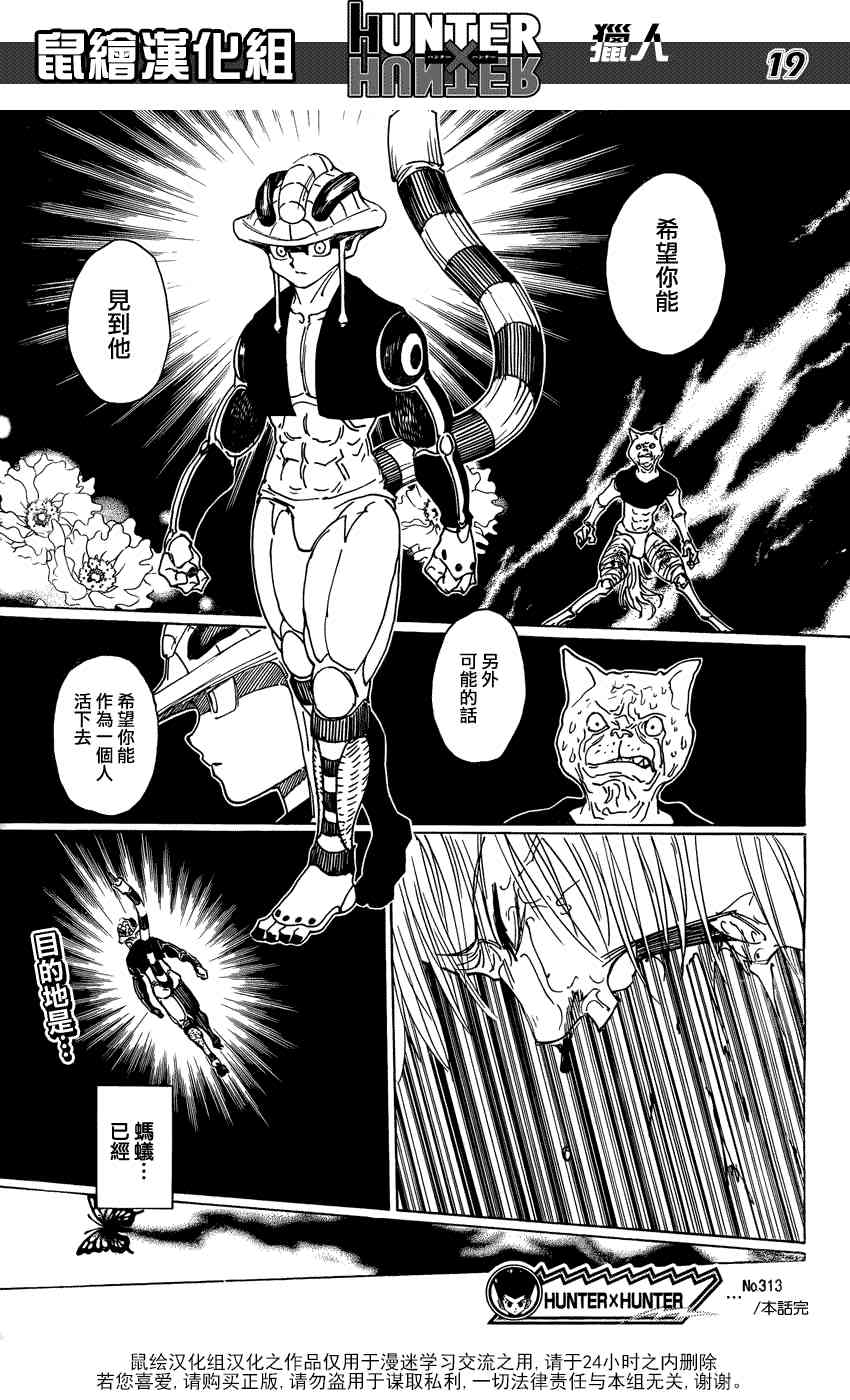 鼠繪漢化組
HUNTER×HUNTER
獵人
19
希望你能
見到他
另外
可能的話
希望你能
作為一個人
活下去
目的地是…
螞蟻…
已經
HUNTER×HUNTER
… No.313
/本話完
鼠绘汉化组汉化之作品仅用于漫迷学习交流之用,请于24小时之内删除
若您喜爱,请购买正版,请勿盗用于谋取私利,一切法律责任与本组无关,谢谢。